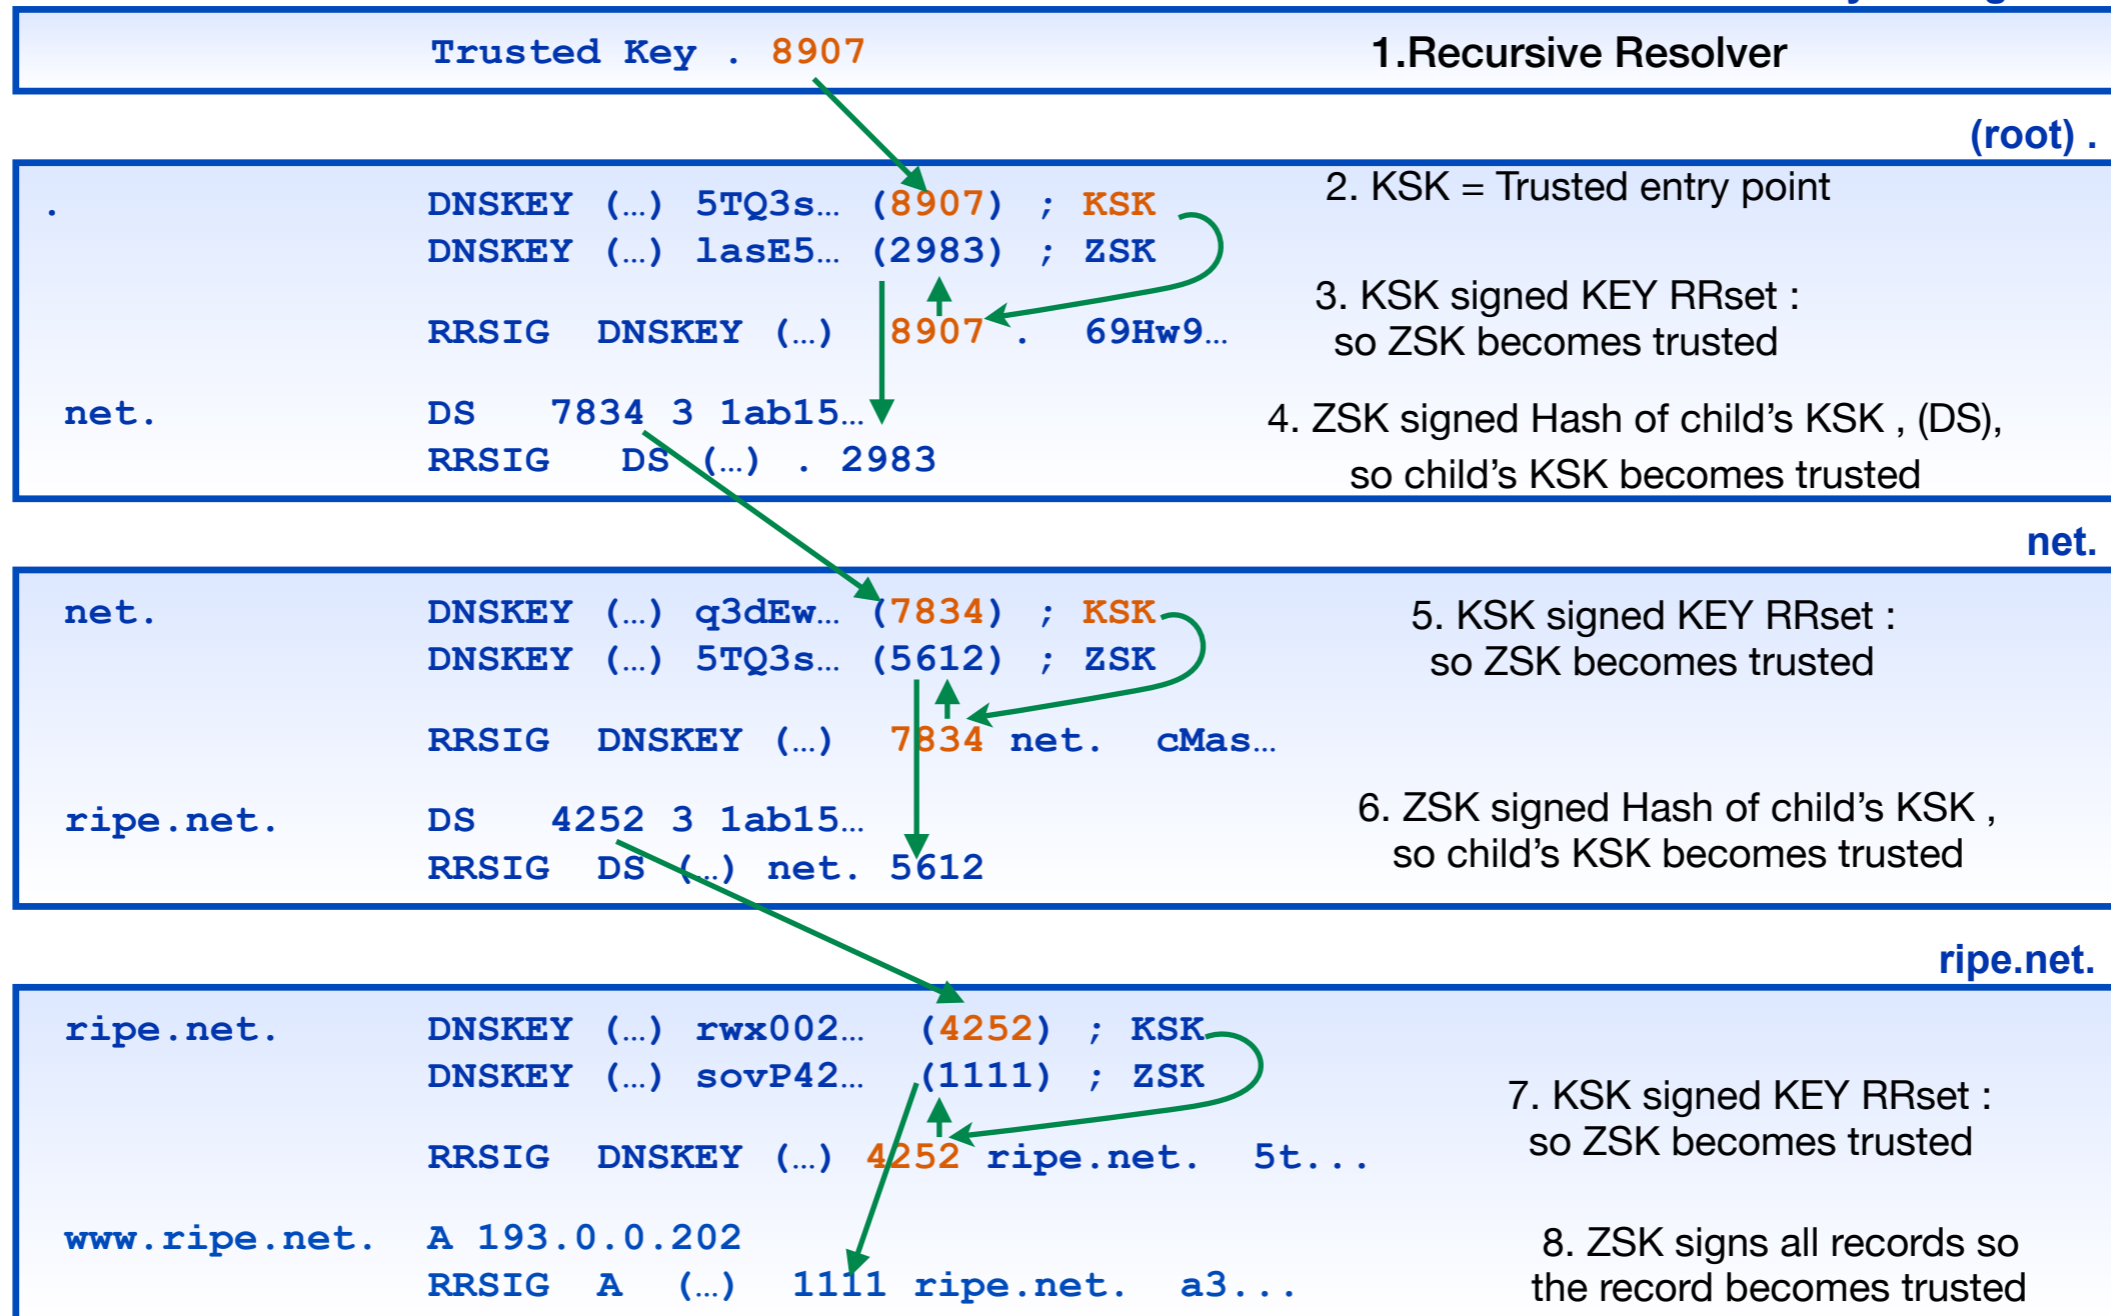 Trusted Key . 8907
1.Recursive Resolver
(root) .
. DNSKEY (…) 5TQ3s… (8907) ; KSK
2. KSK = Trusted entry point
DNSKEY (…) lasE5… (2983) ; ZSK
3. KSK signed KEY RRset :
RRSIG DNSKEY (…) 8907 . 69Hw9…
so ZSK becomes trusted
net. DS 7834 3 1ab15…
4. ZSK signed Hash of child's KSK , (DS),
RRSIG DS (…) . 2983
so child's KSK becomes trusted
net.
net. DNSKEY (…) q3dEw… (7834) ; KSK
5. KSK signed KEY RRset :
DNSKEY (…) 5TQ3s… (5612) ; ZSK
so ZSK becomes trusted
RRSIG DNSKEY (…) 7834 net. cMas…
6. ZSK signed Hash of child's KSK ,
ripe.net. DS 4252 3 1ab15…
so child's KSK becomes trusted
RRSIG DS (…) net. 5612
ripe.net.
ripe.net. DNSKEY (…) rwx002… (4252) ; KSK
DNSKEY (…) sovP42… (1111) ; ZSK
7. KSK signed KEY RRset :
so ZSK becomes trusted
RRSIG DNSKEY (…) 4252 ripe.net. 5t...
www.ripe.net. A 193.0.0.202
8. ZSK signs all records so
RRSIG A (…) 1111 ripe.net. a3...
the record becomes trusted